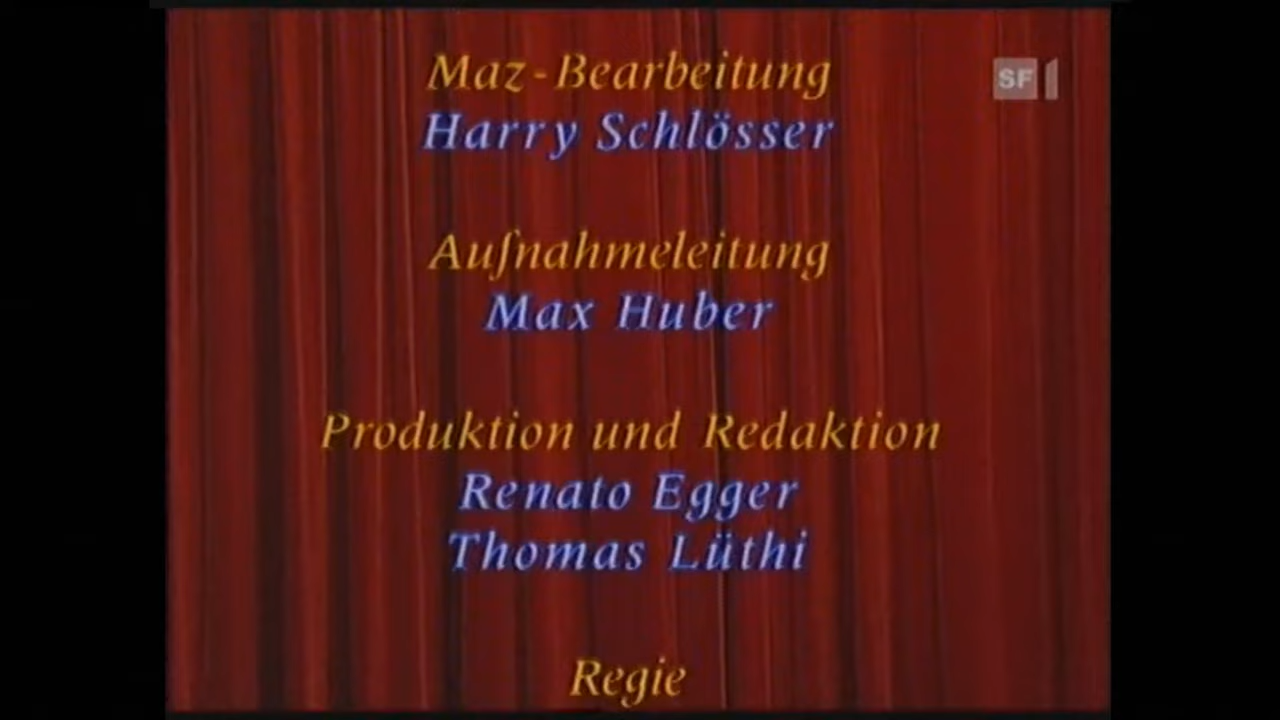 Maz-Bearbeitung
SF 1
Harry Schlösser
Aufnahmeleitung
Max Huber
Produktion und Redaktion
Renato Egger
Thomas Lüthi
Regie